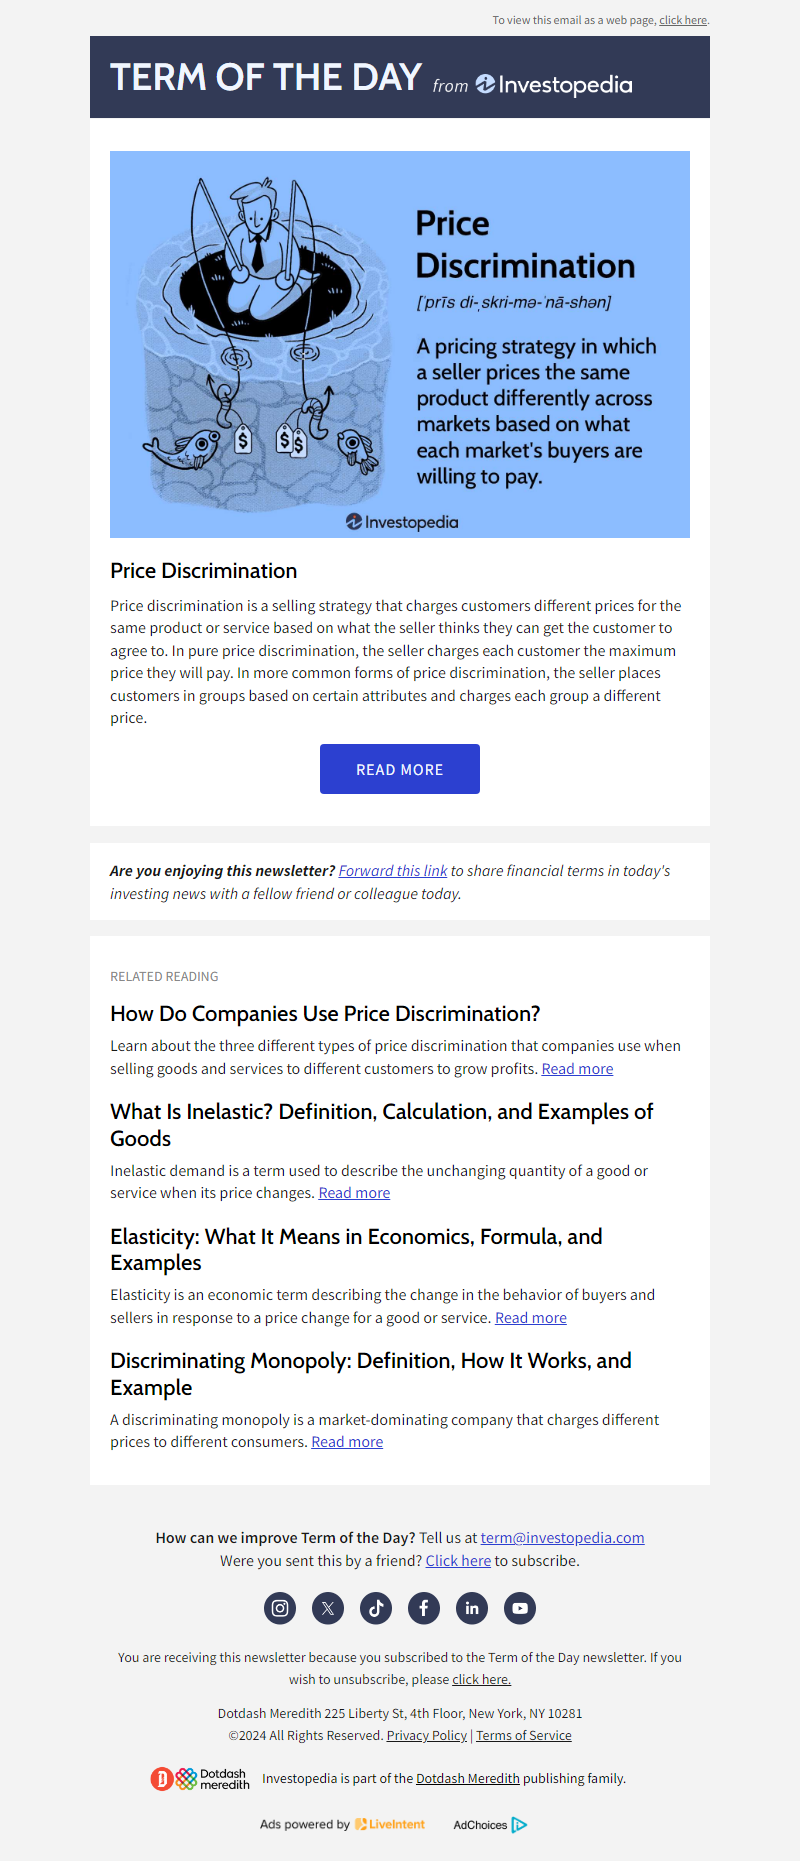 To view this email as a web page, click here.
TERM OF THE DAY from Investopedia
Price
Discrimination
[ˈprīs di-ˌskri-mə-ˈnā-shən]
A pricing strategy in which
a seller prices the same
product differently across
markets based on what
each market's buyers are
willing to pay.
$ $ $
Investopedia
Price Discrimination
Price discrimination is a selling strategy that charges customers different prices for the
same product or service based on what the seller thinks they can get the customer to
agree to. In pure price discrimination, the seller charges each customer the maximum
price they will pay. In more common forms of price discrimination, the seller places
customers in groups based on certain attributes and charges each group a different
price.
READ MORE
Are you enjoying this newsletter? Forward this link to share financial terms in today's
investing news with a fellow friend or colleague today.
RELATED READING
How Do Companies Use Price Discrimination?
Learn about the three different types of price discrimination that companies use when
selling goods and services to different customers to grow profits. Read more
What Is Inelastic? Definition, Calculation, and Examples of
Goods
Inelastic demand is a term used to describe the unchanging quantity of a good or
service when its price changes. Read more
Elasticity: What It Means in Economics, Formula, and
Examples
Elasticity is an economic term describing the change in the behavior of buyers and
sellers in response to a price change for a good or service. Read more
Discriminating Monopoly: Definition, How It Works, and
Example
A discriminating monopoly is a market-dominating company that charges different
prices to different consumers. Read more
How can we improve Term of the Day? Tell us at term@investopedia.com
Were you sent this by a friend? Click here to subscribe.
You are receiving this newsletter because you subscribed to the Term of the Day newsletter. If you
wish to unsubscribe, please click here.
Dotdash Meredith 225 Liberty St, 4th Floor, New York, NY 10281
©2024 All Rights Reserved. Privacy Policy | Terms of Service
Dotdash
meredith
Investopedia is part of the Dotdash Meredith publishing family.
Ads powered by LiveIntent AdChoices